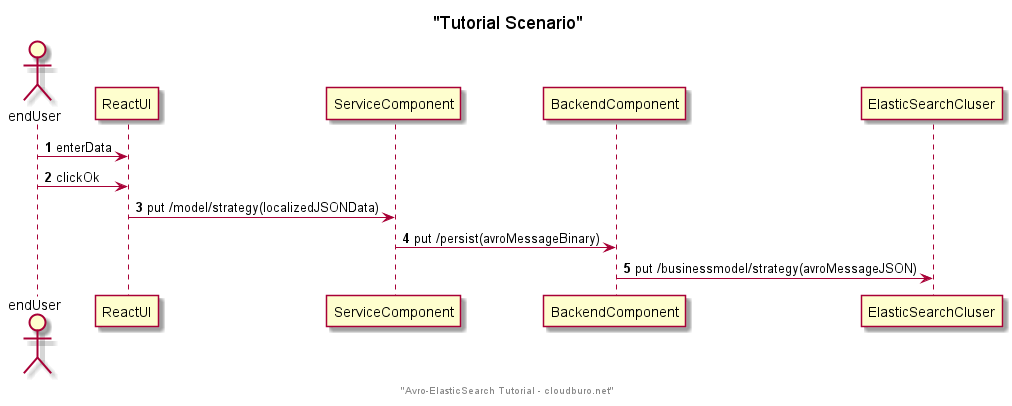 "Tutorial Scenario"
endUser
ReactUI
ServiceComponent
BackendComponent
ElasticSearchCluser
1 enterData
2 clickOk
3 put /model/strategy(localizedJSONData)
4 put /persist(avroMessageBinary)
5 put /businessmodel/strategy(avroMessageJSON)
endUser
ReactUI
ServiceComponent
BackendComponent
ElasticSearchCluser
"Avro-ElasticSearch Tutorial - cloudburo.net"